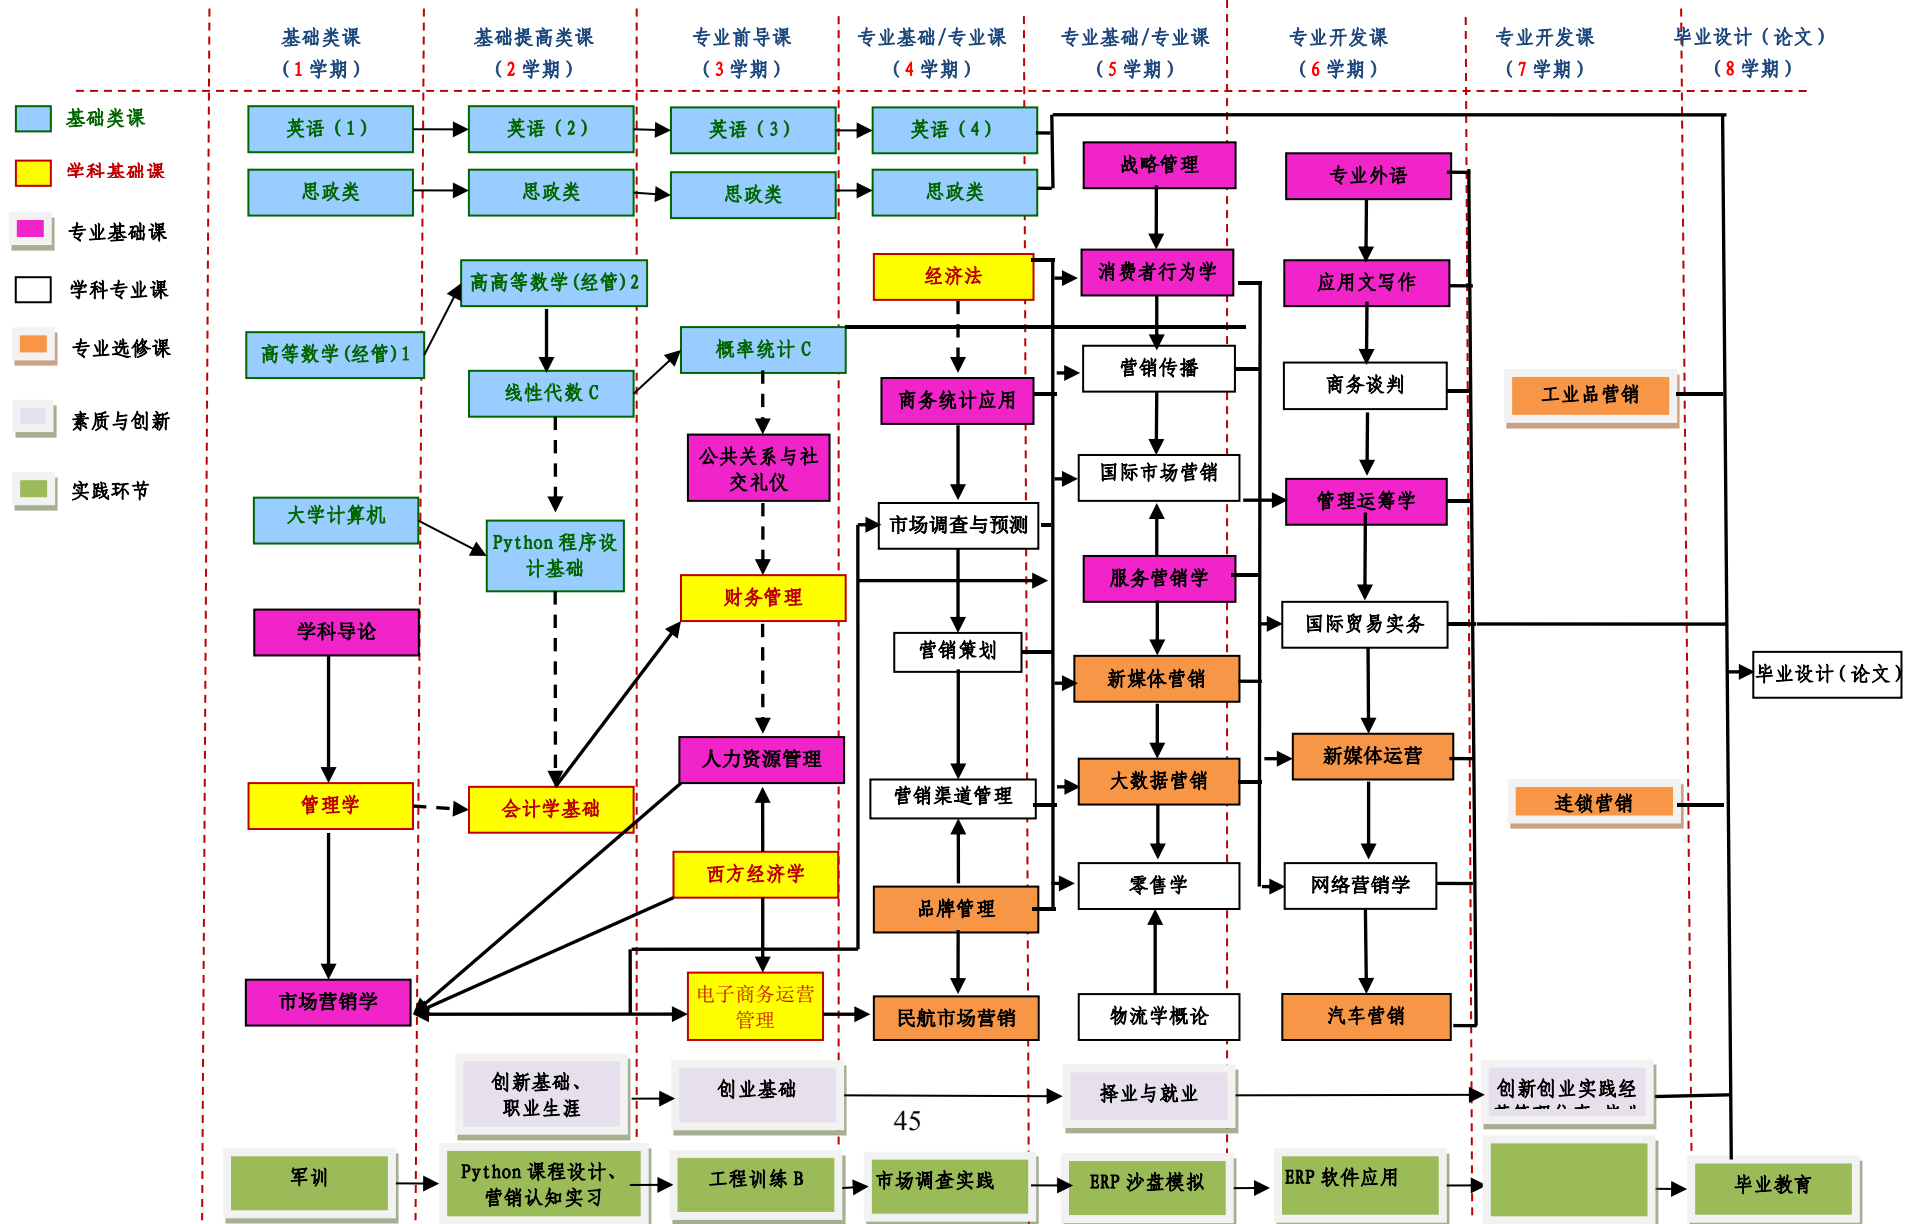 基础类课
（1 学期）
基础提高类课
（2 学期）
专业前导课
（3 学期）
专业基础/专业课
（4 学期）
专业基础/专业课
（5 学期）
专业开发课
（6 学期）
专业开发课
（7 学期）
毕业设计（论文）
（8 学期）
基础类课
学科基础课
专业基础课
学科专业课
专业选修课
素质与创新
实践环节
英语（1）
英语（2）
英语（3）
英语（4）
思政类
思政类
思政类
思政类
战略管理
专业外语
高高等数学(经管)2
经济法
消费者行为学
应用文写作
高等数学(经管)1
概率统计 C
营销传播
商务谈判
线性代数 C
商务统计应用
工业品营销
公共关系与社
交礼仪
国际市场营销
管理运筹学
大学计算机
Python 程序设
计基础
市场调查与预测
财务管理
服务营销学
学科导论
营销策划
国际贸易实务
新媒体营销
毕业设计(论文)
人力资源管理
新媒体运营
管理学
会计学基础
营销渠道管理
大数据营销
连锁营销
西方经济学
品牌管理
零售学
网络营销学
市场营销学
电子商务运营
管理
民航市场营销
物流学概论
汽车营销
创新基础、
职业生涯
创业基础
择业与就业
创新创业实践经
45
军训
Python 课程设计、
营销认知实习
工程训练 B
市场调查实践
ERP 沙盘模拟
ERP 软件应用
毕业教育